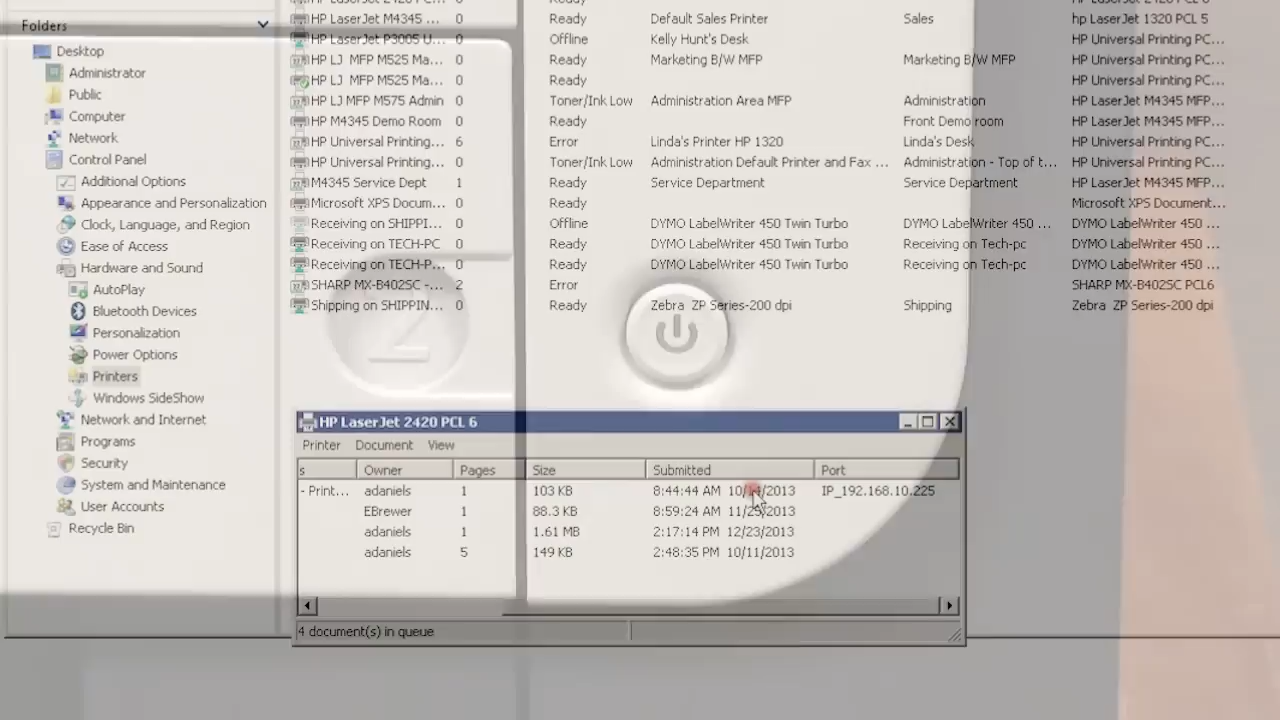 Folders
Desktop
Administrator
Public
Computer
Network
Control Panel
Additional Options
Appearance and Personalization
Clock, Language, and Region
Ease of Access
Hardware and Sound
AutoPlay
Bluetooth Devices
Personalization
Power Options
Printers
Windows SideShow
Network and Internet
Programs
Security
System and Maintenance
User Accounts
Recycle Bin
HP LaserJet M4345 ... 0 Ready Default Sales Printer Sales hp LaserJet 1320 PCL 5
HP LaserJet P3005 U... 0 Offline Kelly Hunt's Desk HP Universal Printing PC...
HP LJ MFP M525 Ma... 0 Ready Marketing B/W MFP Marketing B/W MFP HP Universal Printing PC...
HP LJ MFP M525 Ma... 0 Ready HP Universal Printing PC...
HP LJ MFP M575 Admin 0 Toner/Ink Low Administration Area MFP Administration HP LaserJet M4345 MFP...
HP M4345 Demo Room 0 Ready Front Demo room HP LaserJet M4345 MFP...
HP Universal Printing... 6 Error Linda's Printer HP 1320 Linda's Desk HP Universal Printing PC...
HP Universal Printing... 0 Toner/Ink Low Administration Default Printer and Fax ... Administration - Top of t... HP Universal Printing PC...
M4345 Service Dept 1 Ready Service Department Service Department HP LaserJet M4345 MFP...
Microsoft XPS Docum... 0 Ready Microsoft XPS Document...
Receiving on SHIPPI... 0 Offline DYMO LabelWriter 450 Twin Turbo DYMO LabelWriter 450 ... DYMO LabelWriter 450 ...
Receiving on TECH-PC 0 Ready DYMO LabelWriter 450 Twin Turbo Receiving on Tech-pc DYMO LabelWriter 450 ...
Receiving on TECH-P... 0 Ready DYMO LabelWriter 450 Twin Turbo Receiving on Tech-pc DYMO LabelWriter 450 ...
SHARP MX-B402SC -... 2 Error SHARP MX-B402SC PCL6
Shipping on SHIPPIN... 0 Ready Zebra ZP Series-200 dpi Shipping Zebra ZP Series-200 dpi
2
HP LaserJet 2420 PCL 6
Printer Document View
s Owner Pages Size Submitted Port
- Print... adaniels 1 103 KB 8:44:44 AM 10/14/2013 IP_192.168.10.225
EBrewer 1 88.3 KB 8:59:24 AM 11/25/2013
adaniels 1 1.61 MB 2:17:14 PM 12/23/2013
adaniels 5 149 KB 2:48:35 PM 10/11/2013
4 document(s) in queue